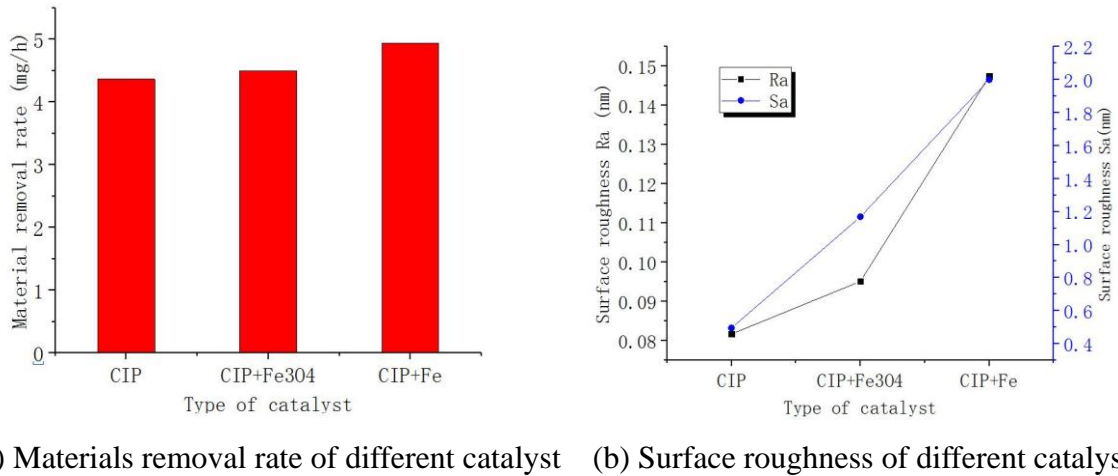 Material removal rate (mg/h)
5
4
3
2
1
0
CIP
CIP+Fe304
CIP+Fe
Type of catalyst
Surface roughness Ra (nm)
0.15
0.14
0.13
0.12
0.11
0.10
0.09
0.08
Ra
Sa
2.2
2.0
1.8
1.6
1.4
1.2
1.0
0.8
0.6
0.4
Surface roughness Sa(nm)
CIP
CIP+Fe304
CIP+Fe
Type of catalyst
) Materials removal rate of different catalyst
(b) Surface roughness of different cataly